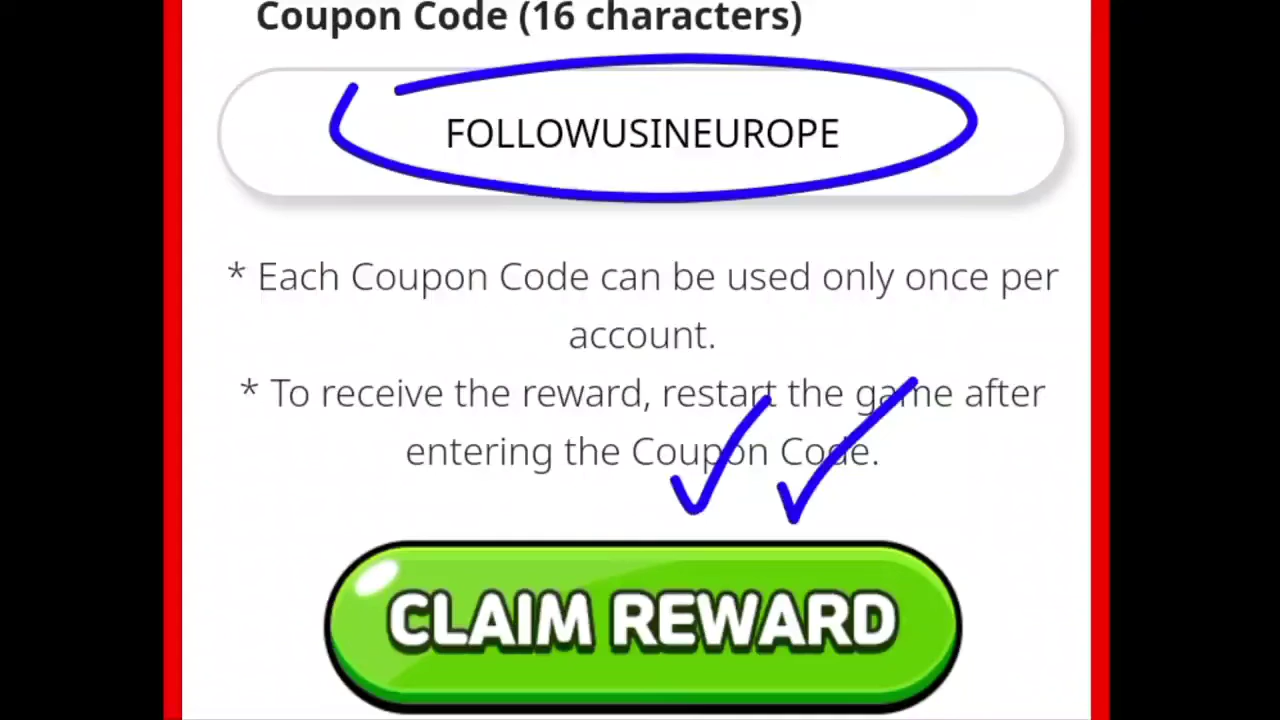 Coupon Code (16 characters)
FOLLOWUSINEUROPE
* Each Coupon Code can be used only once per
account.
* To receive the reward, restart the game after
entering the Coupon Code.
CLAIM REWARD